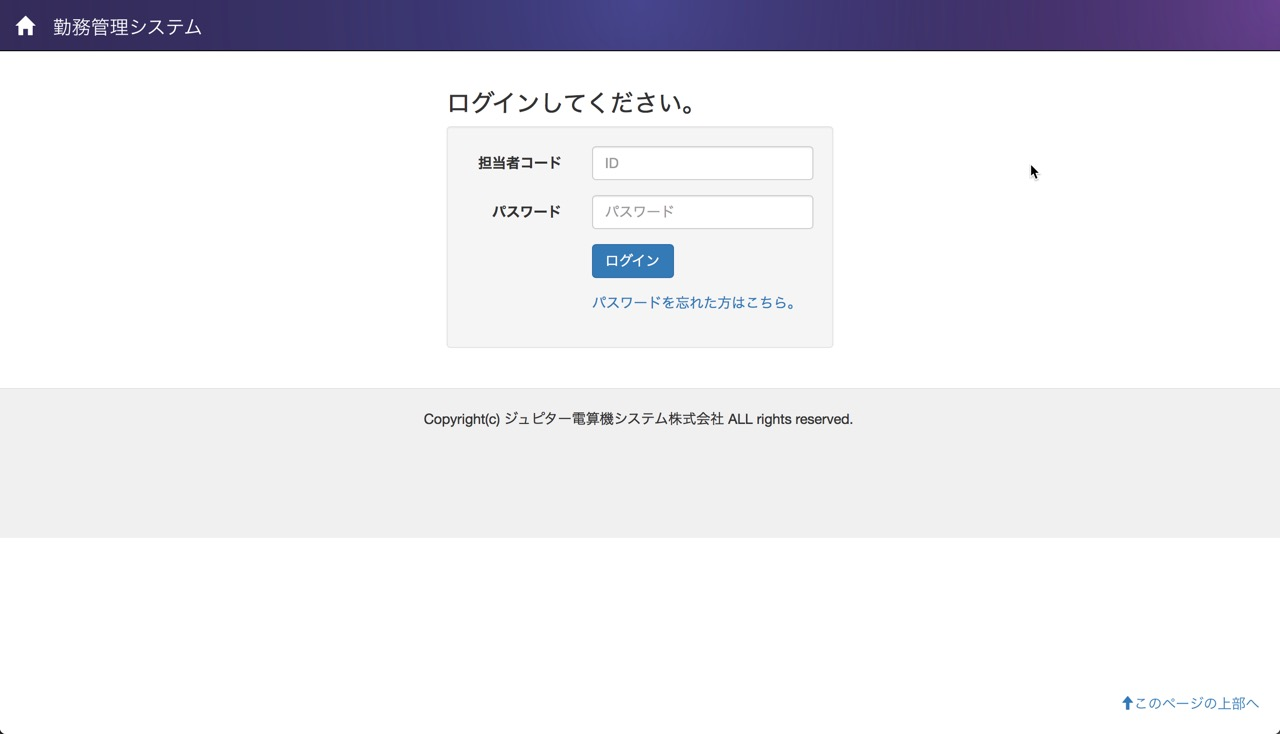 勤務管理システム
ログインしてください。
担当者コード
ID
パスワード
パスワード
ログイン
パスワードを忘れた方はこちら。
Copyright(c) ジュピター電算機システム株式会社 ALL rights reserved.
このページの上部へ